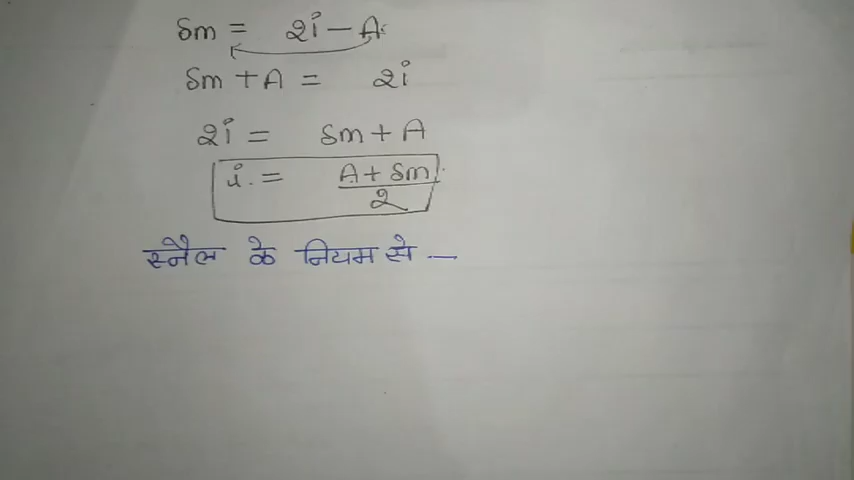 δm = 2i - A
δm + A = 2i
2i = δm + A
i = A + δm / 2
स्नैल के नियम से —